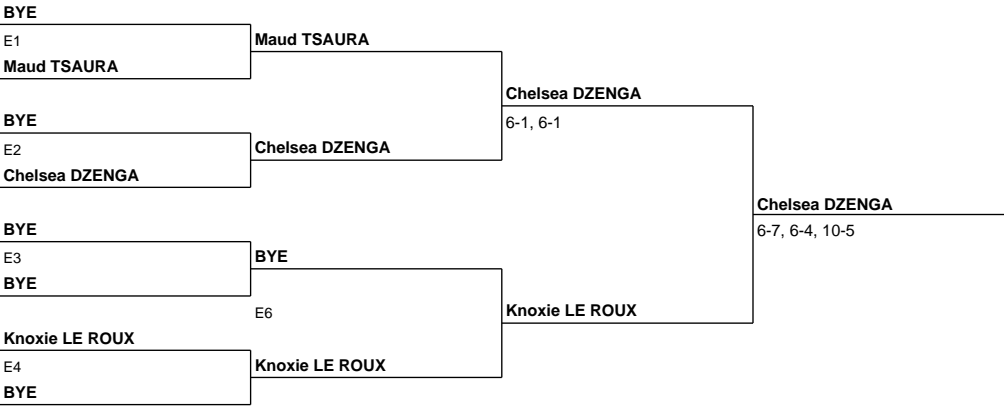 BYE
E1
Maud TSAURA
Maud TSAURA
Chelsea DZENGA
6-1, 6-1
BYE
E2
Chelsea DZENGA
Chelsea DZENGA
Chelsea DZENGA
6-7, 6-4, 10-5
BYE
E3
BYE
BYE
E6
Knoxie LE ROUX
Knoxie LE ROUX
E4
Knoxie LE ROUX
BYE